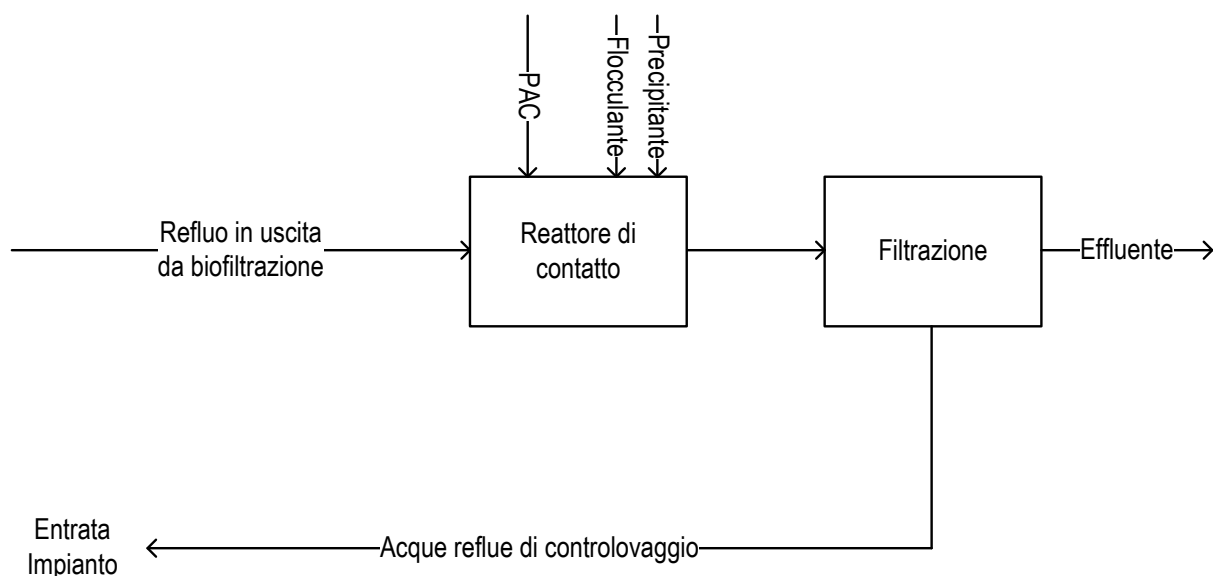 PAC
Flocculante
Precipitante
Refluo in uscita
da biofiltrazione
Reattore di
contatto
Filtrazione
Effluente
Entrata
Impianto
Acque reflue di controlovaggio